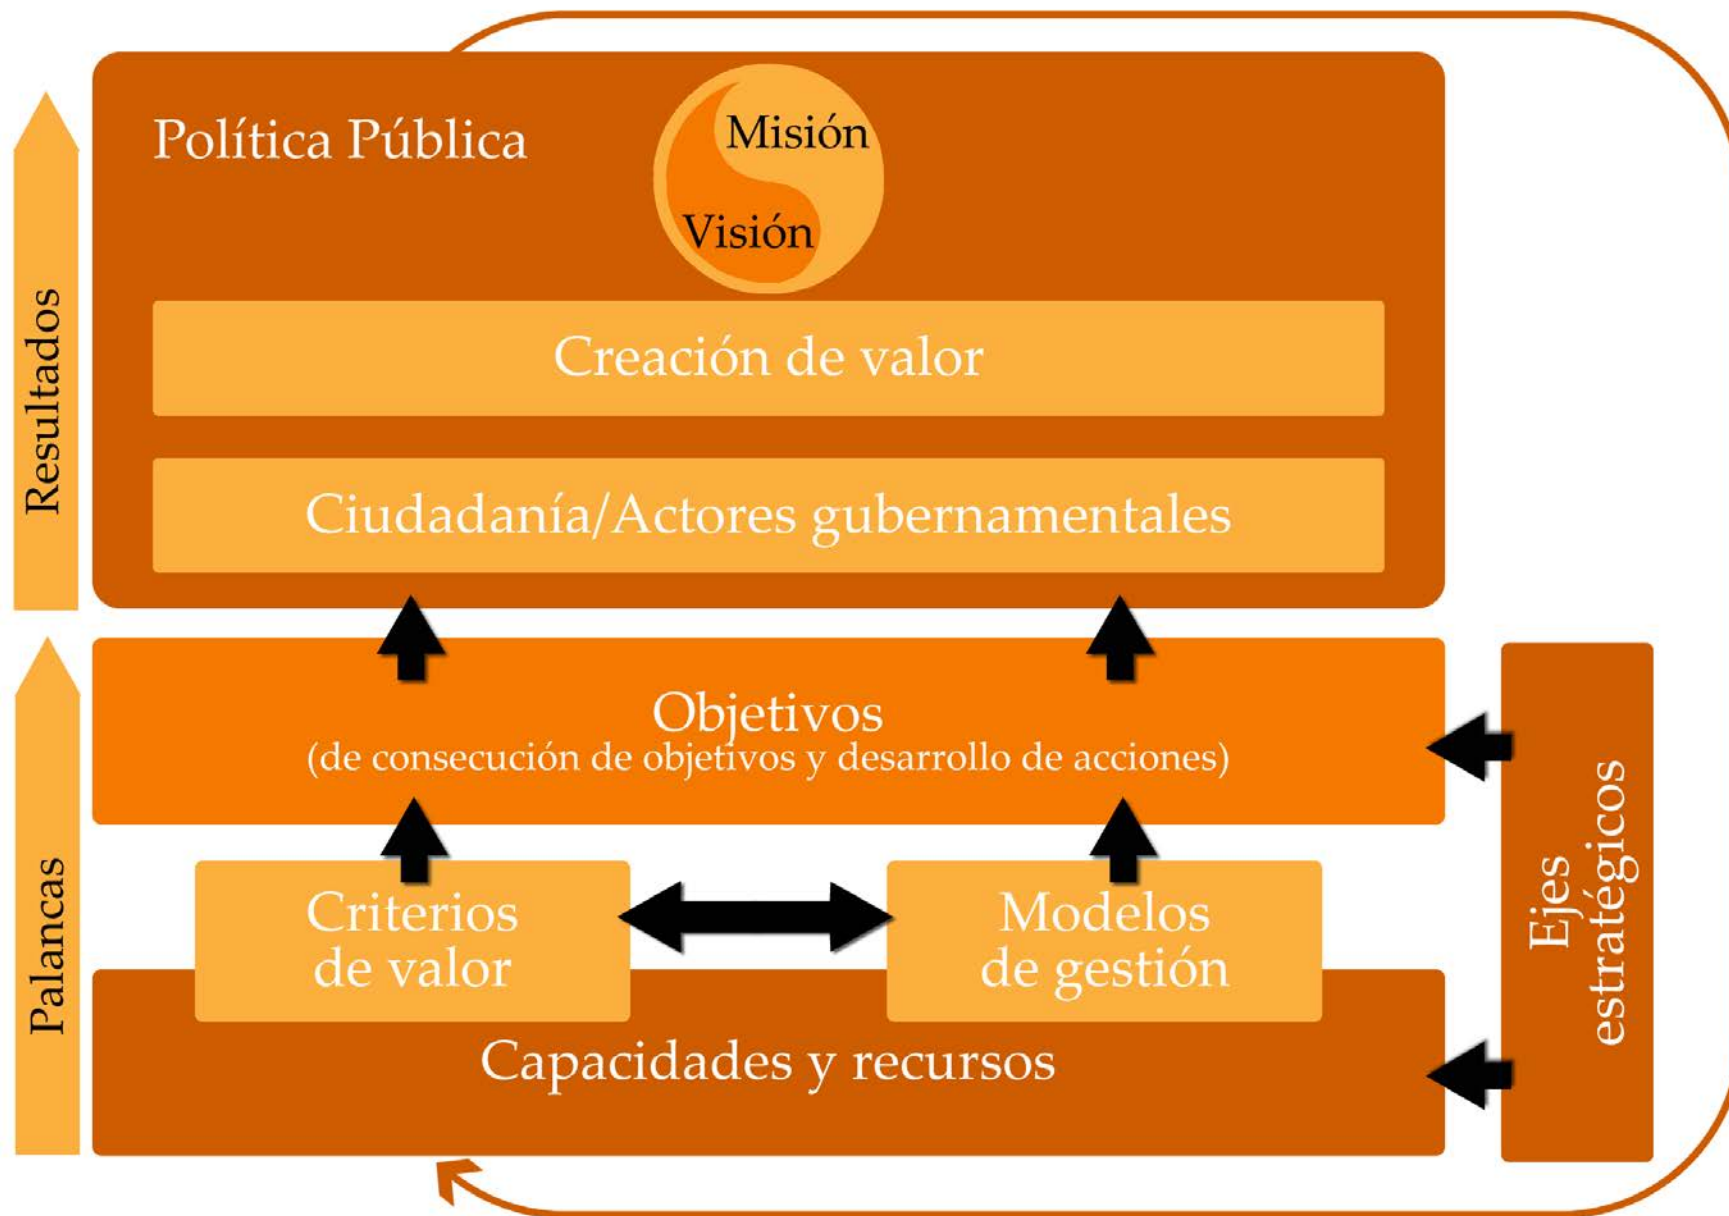 Política Pública
Misión
Visión
Creación de valor
Ciudadanía/Actores gubernamentales
Resultados
Objetivos
(de consecución de objetivos y desarrollo de acciones)
Criterios
de valor
Modelos
de gestión
Capacidades y recursos
Palancas
Ejes
estratégicos